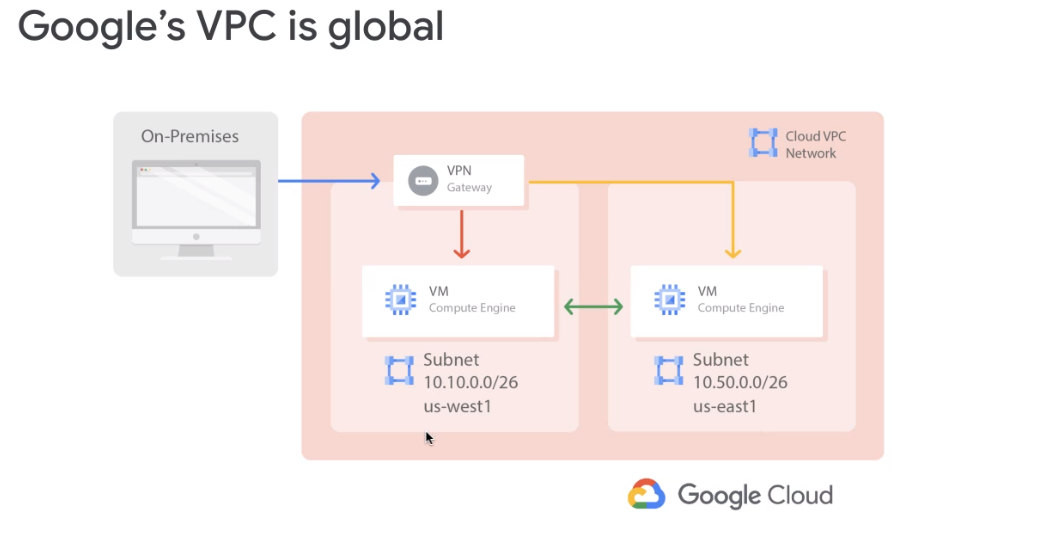 Google's VPC is global
On-Premises
Cloud VPC
Network
VPN
Gateway
VM
Compute Engine
VM
Compute Engine
Subnet
10.10.0.0/26
us-west1
Subnet
10.50.0.0/26
us-east1
Google Cloud